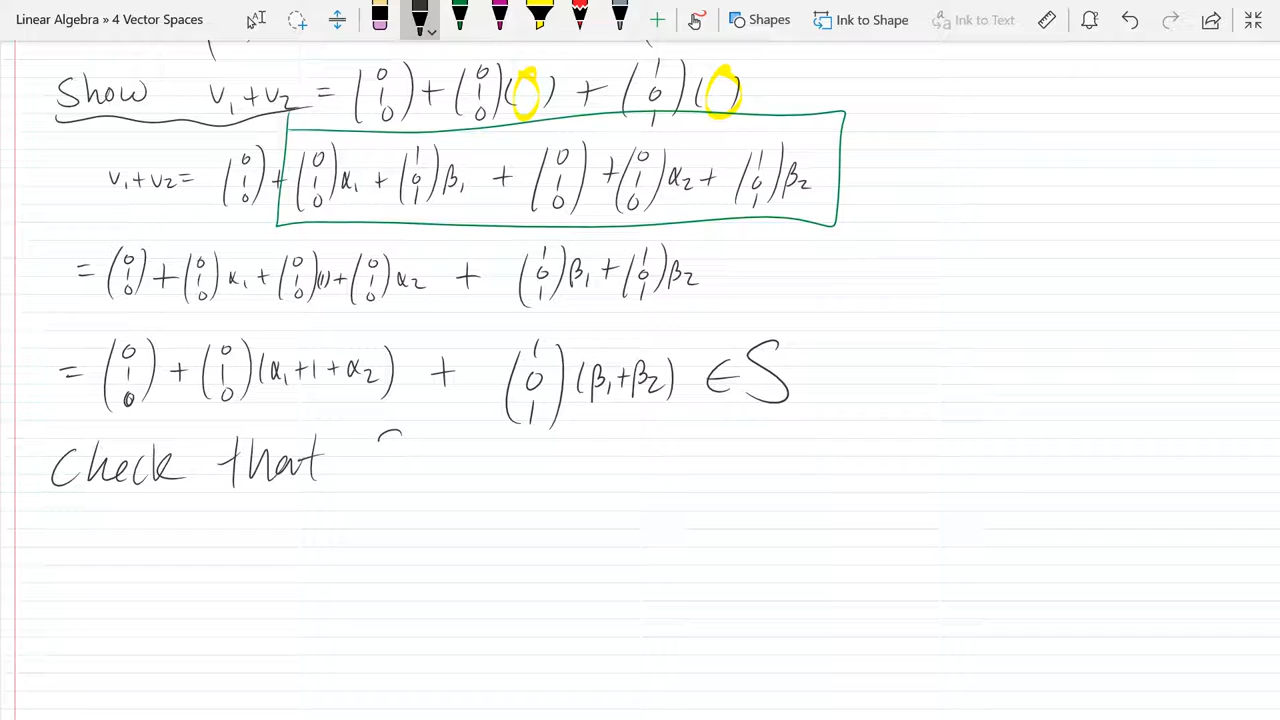 Linear Algebra » 4 Vector Spaces Shapes Ink to Shape Ink to Text
Show v₁+v₂ = (0 1 0) + (0 1 0)( ) + (1 0 1)( )
v₁+v₂ = (0 1 0) + (0 1 0)α₁ + (1 0 1)β₁ + (0 1 0) + (0 1 0)α₂ + (1 0 1)β₂
= (0 1 0) + (0 1 0)α₁ + (0 1 0)(1) + (0 1 0)α₂ + (1 0 1)β₁ + (1 0 1)β₂
= (0 1 0) + (0 1 0)(α₁+1+α₂) + (1 0 1)(β₁+β₂) ∈ S
Check that